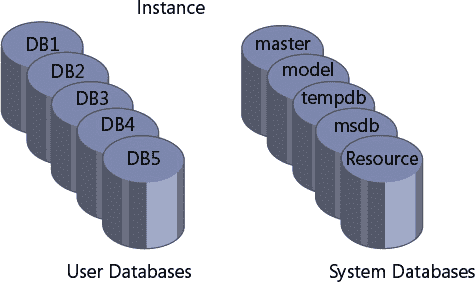 Instance
DB1
DB2
DB3
DB4
DB5
User Databases
master
model
tempdb
msdb
Resource
System Databases